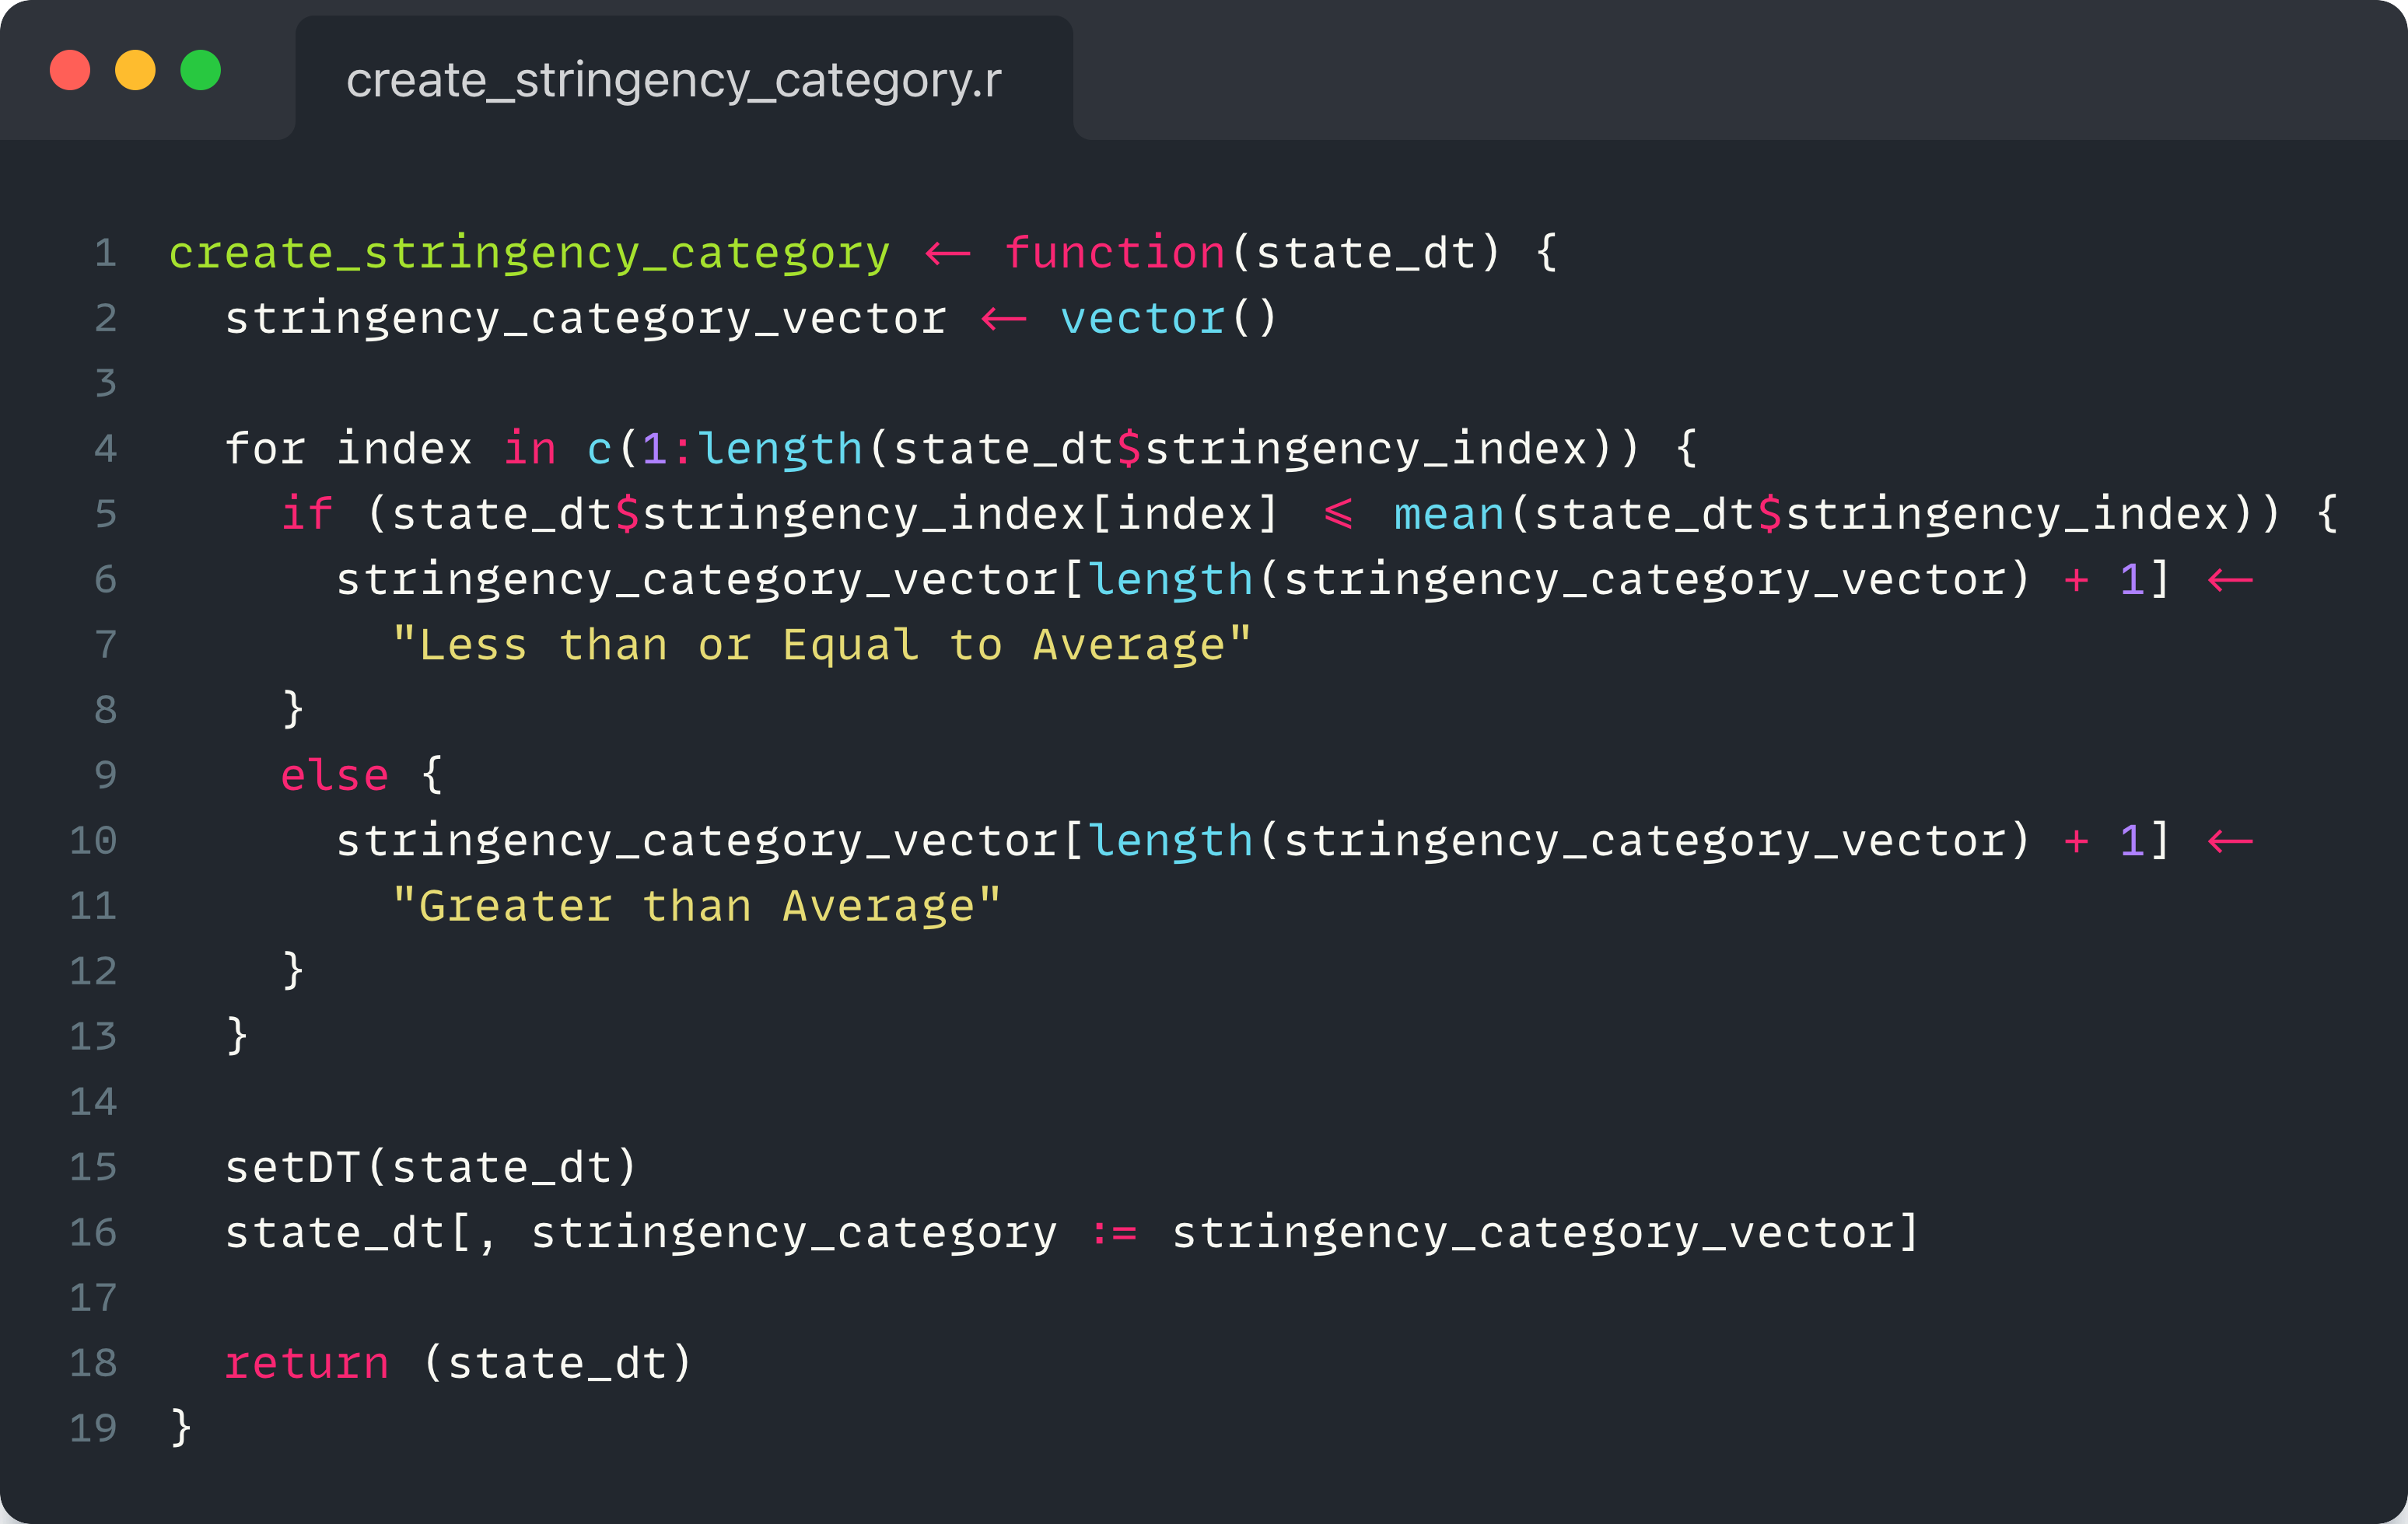 create_stringency_category.r
1 create_stringency_category <- function(state_dt) {
2   stringency_category_vector <- vector()
3
4   for index in c(1:length(state_dt$stringency_index)) {
5     if (state_dt$stringency_index[index] <= mean(state_dt$stringency_index)) {
6       stringency_category_vector[length(stringency_category_vector) + 1] <-
7         "Less than or Equal to Average"
8     }
9     else {
10       stringency_category_vector[length(stringency_category_vector) + 1] <-
11         "Greater than Average"
12     }
13   }
14
15   setDT(state_dt)
16   state_dt[, stringency_category := stringency_category_vector]
17
18   return (state_dt)
19 }